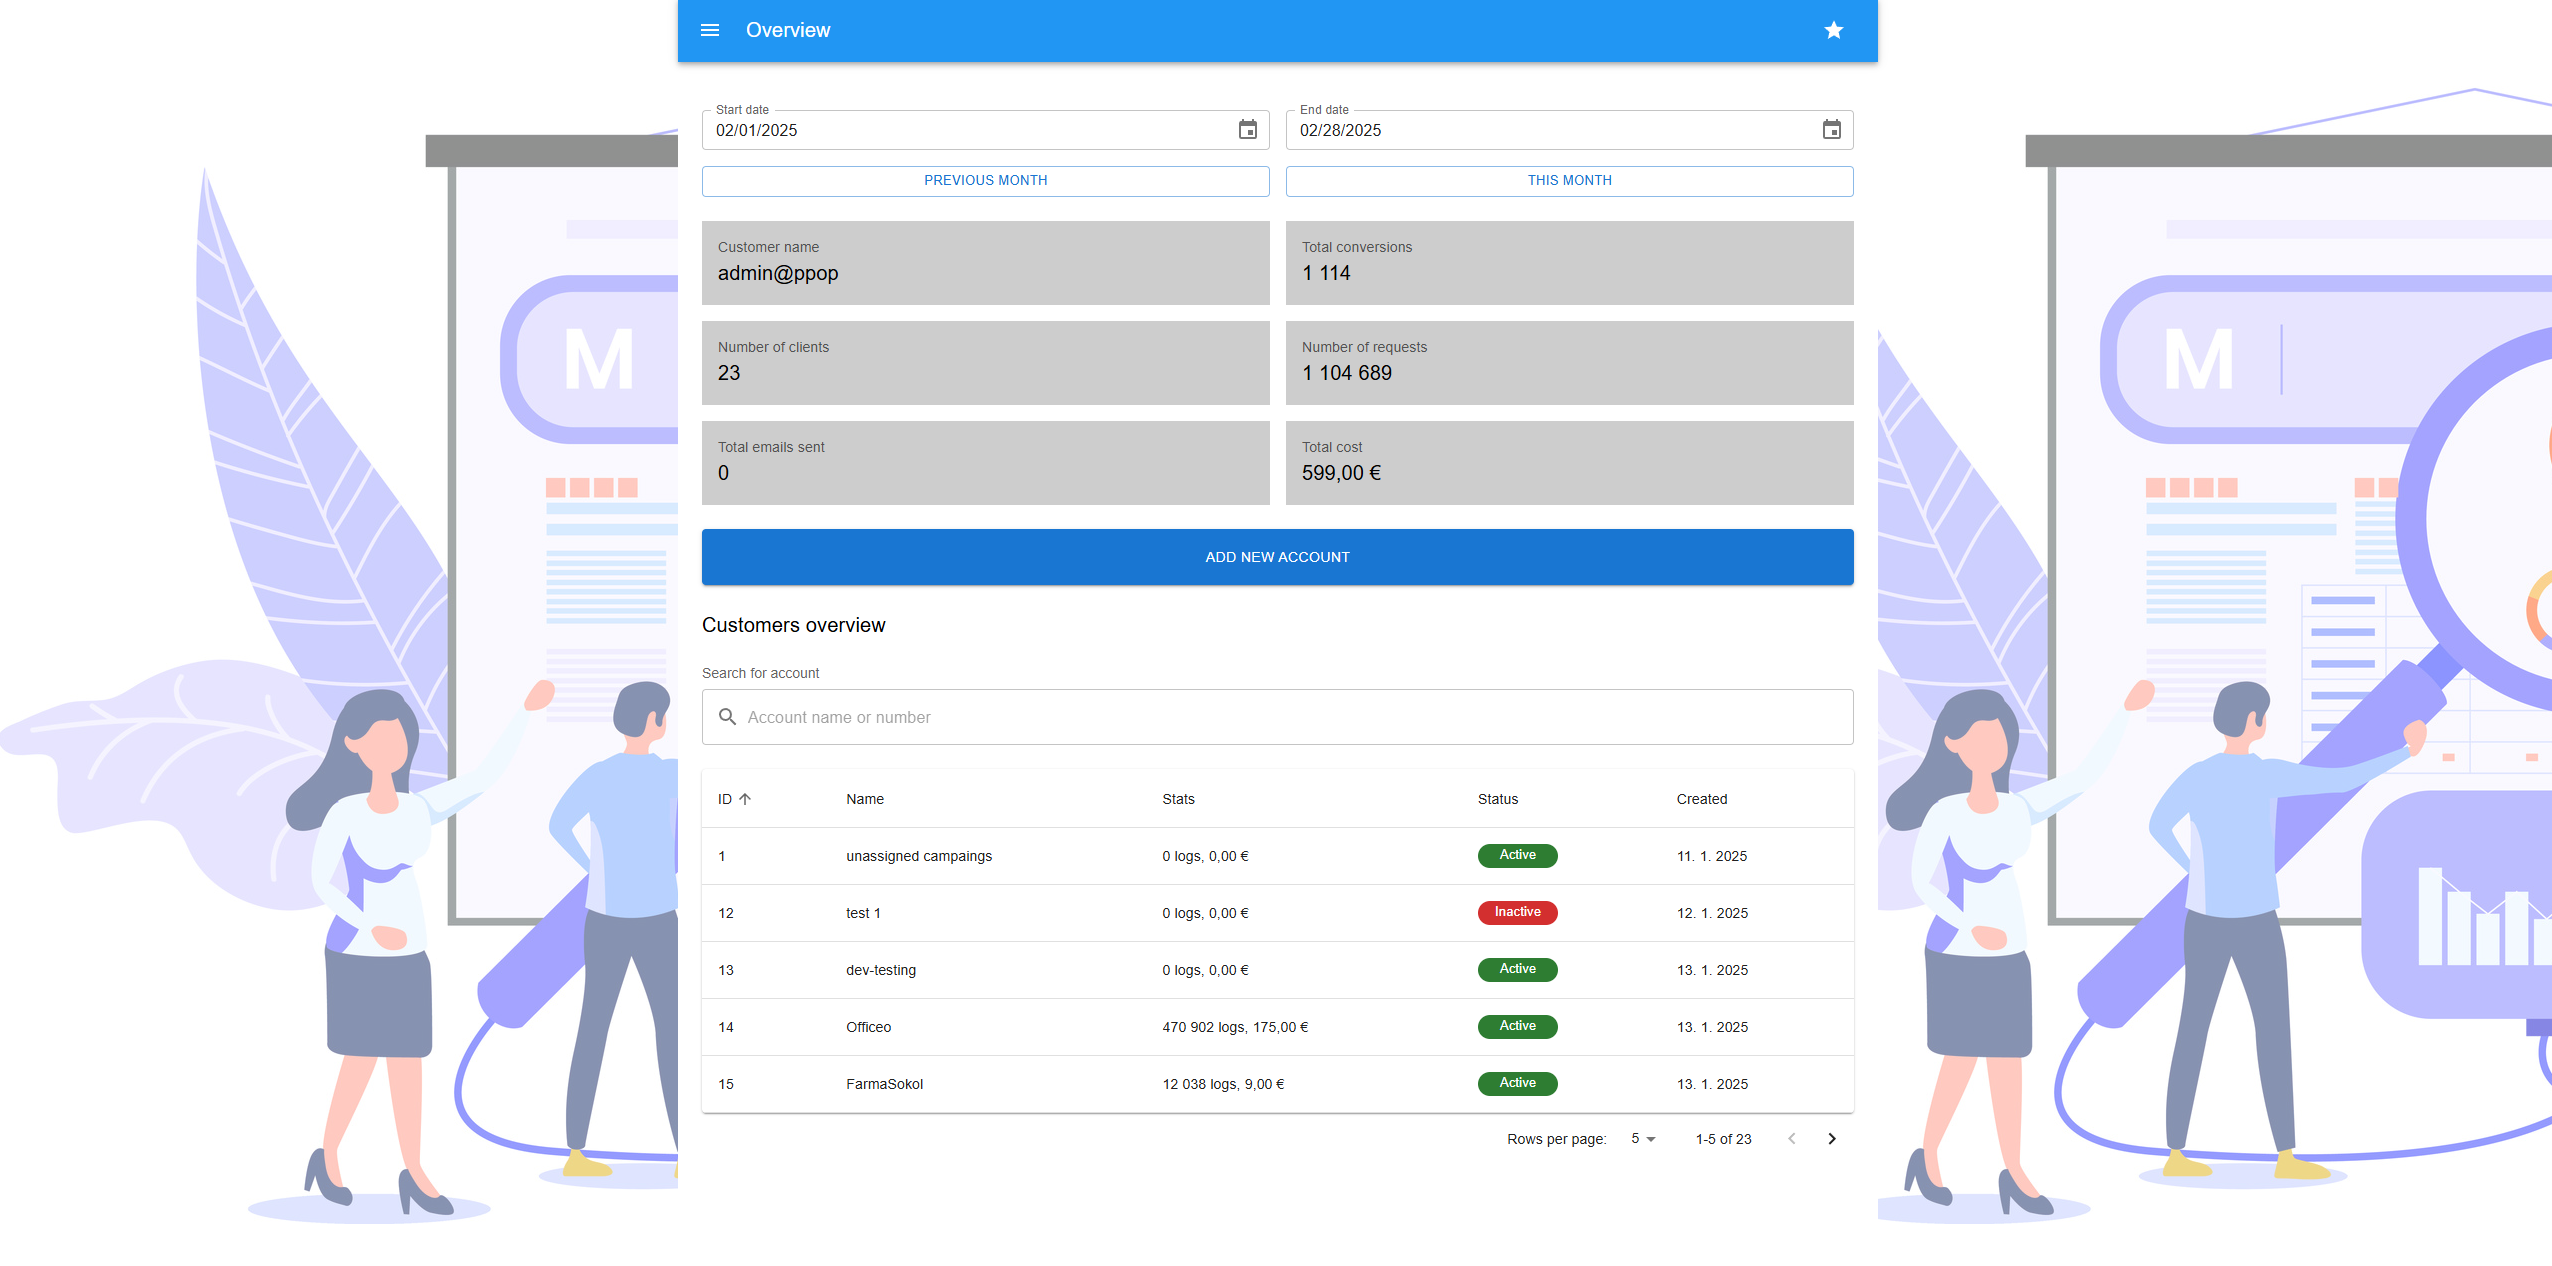 Overview
Start date
02/01/2025
End date
02/28/2025
PREVIOUS MONTH
THIS MONTH
Customer name
admin@ppop
Total conversions
1 114
Number of clients
23
Number of requests
1 104 689
Total emails sent
0
Total cost
599,00 €
ADD NEW ACCOUNT
Customers overview
Search for account
Account name or number
ID Name Stats Status Created
1 unassigned campaings 0 logs, 0,00 € Active 11. 1. 2025
12 test 1 0 logs, 0,00 € Inactive 12. 1. 2025
13 dev-testing 0 logs, 0,00 € Active 13. 1. 2025
14 Officeo 470 902 logs, 175,00 € Active 13. 1. 2025
15 FarmaSokol 12 038 logs, 9,00 € Active 13. 1. 2025
Rows per page: 5 1-5 of 23
M
M